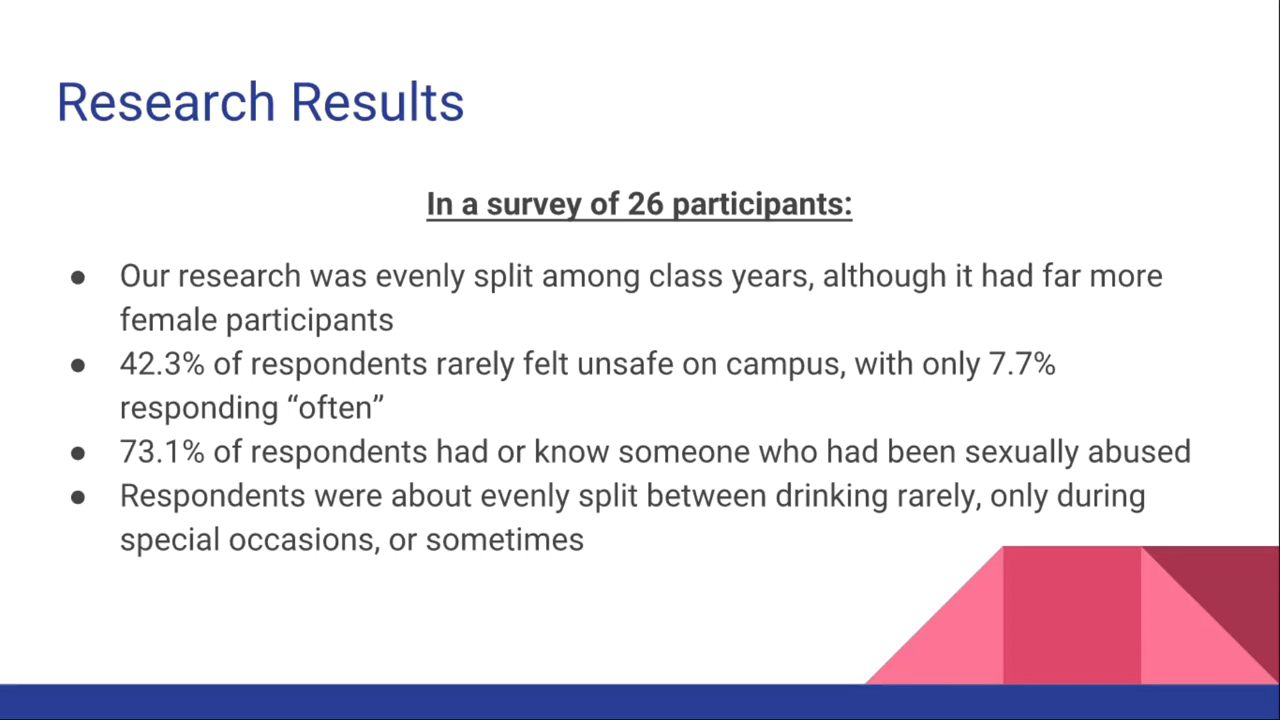 Research Results
In a survey of 26 participants:
● Our research was evenly split among class years, although it had far more
female participants
● 42.3% of respondents rarely felt unsafe on campus, with only 7.7%
responding “often”
● 73.1% of respondents had or know someone who had been sexually abused
● Respondents were about evenly split between drinking rarely, only during
special occasions, or sometimes